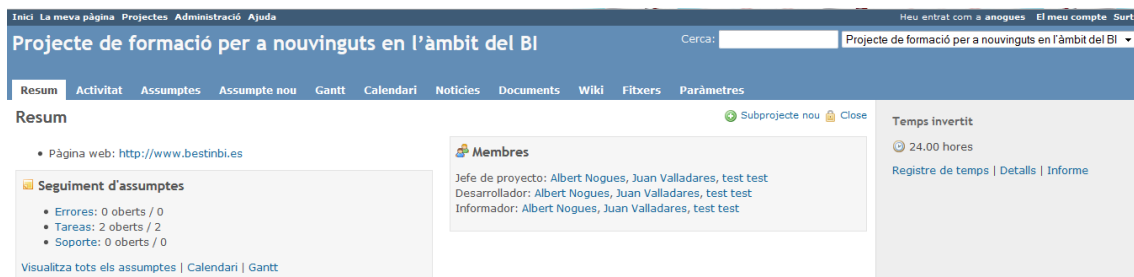 Inici La meva pàgina Projectes Administració Ajuda
Heu entrat com a anogues El meu compte Surt
Projecte de formació per a nouvinguts en l'àmbit del BI
Cerca:
Projecte de formació per a nouvinguts en l'àmbit del BI
Resum Activitat Assumptes Assumpte nou Gantt Calendari Noticies Documents Wiki Fitxers Paràmetres
Resum
Subprojecte nou Close
Pàgina web: http://www.bestinbi.es
Seguiment d'assumptes
Errores: 0 oberts / 0
Tareas: 2 oberts / 2
Soporte: 0 oberts / 0
Visualitza tots els assumptes | Calendari | Gantt
Membres
Jefe de proyecto: Albert Nogues, Juan Valladares, test test
Desarrollador: Albert Nogues, Juan Valladares, test test
Informador: Albert Nogues, Juan Valladares, test test
Temps invertit
24.00 hores
Registre de temps | Detalls | Informe